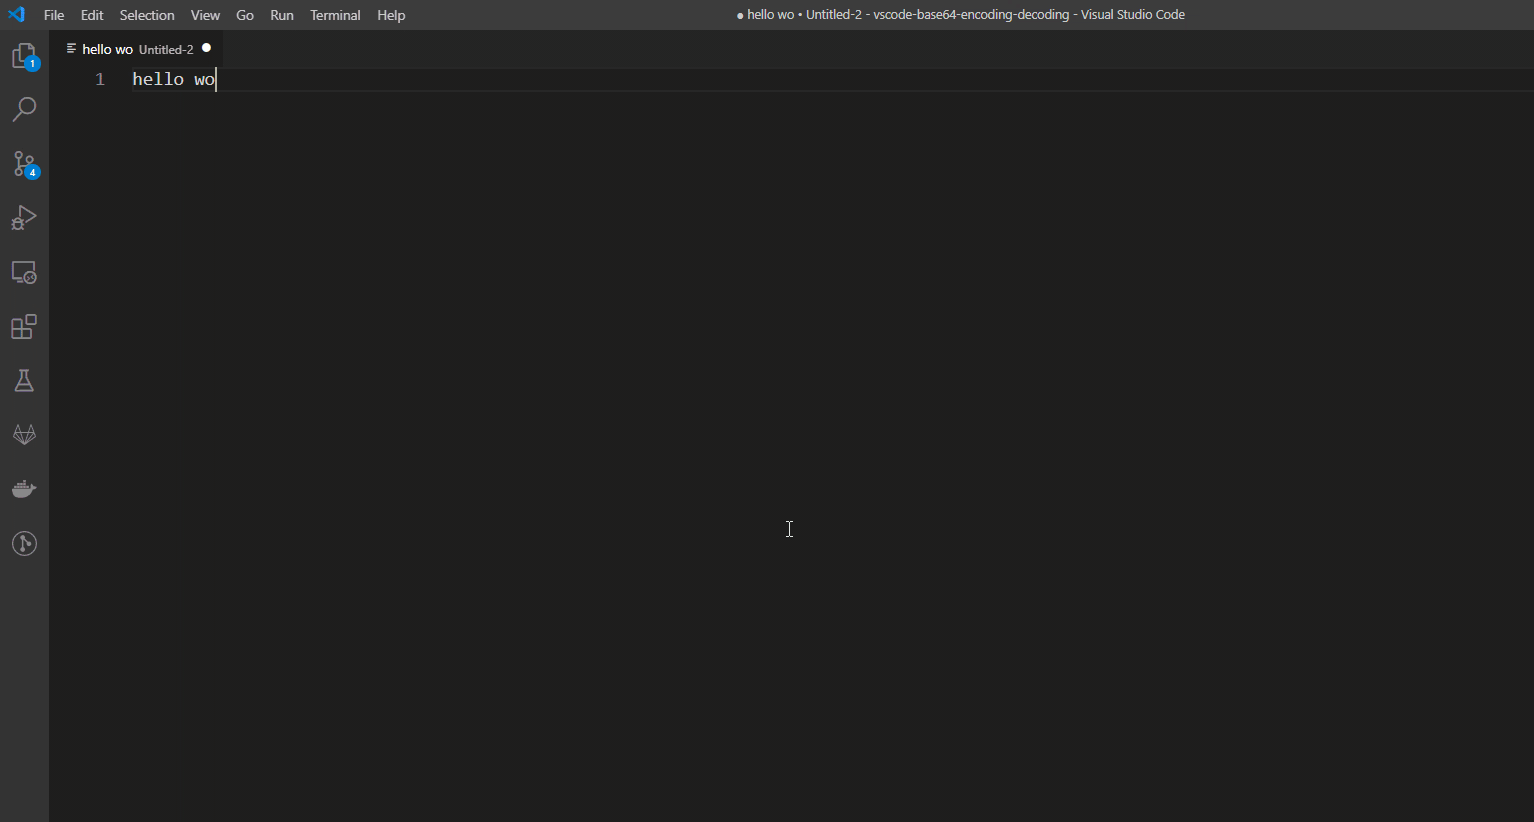 File Edit Selection View Go Run Terminal Help
● hello wo • Untitled-2 - vscode-base64-encoding-decoding - Visual Studio Code
hello wo Untitled-2
1
1 hello wo
4